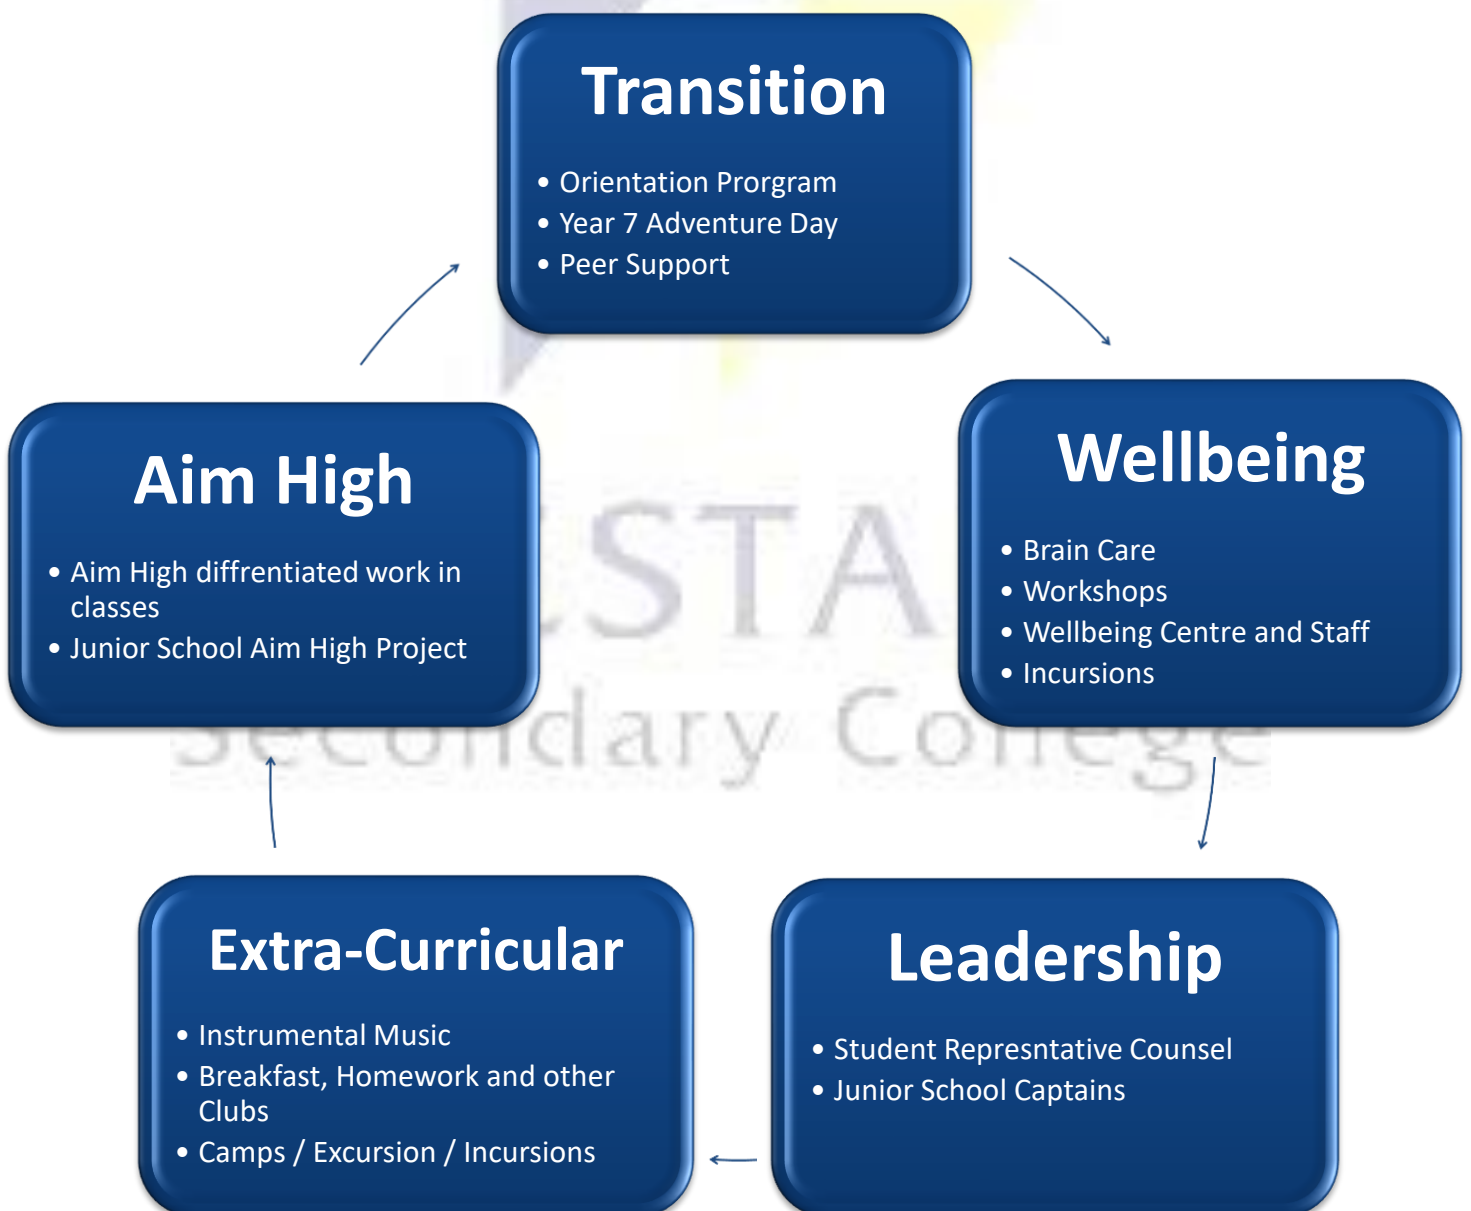 Transition
• Orientation Prorgram
• Year 7 Adventure Day
• Peer Support
Wellbeing
• Brain Care
• Workshops
• Wellbeing Centre and Staff
• Incursions
Leadership
• Student Represntative Counsel
• Junior School Captains
Extra-Curricular
• Instrumental Music
• Breakfast, Homework and other
Clubs
• Camps / Excursion / Incursions
Aim High
• Aim High diffrentiated work in
classes
• Junior School Aim High Project
Secondary College